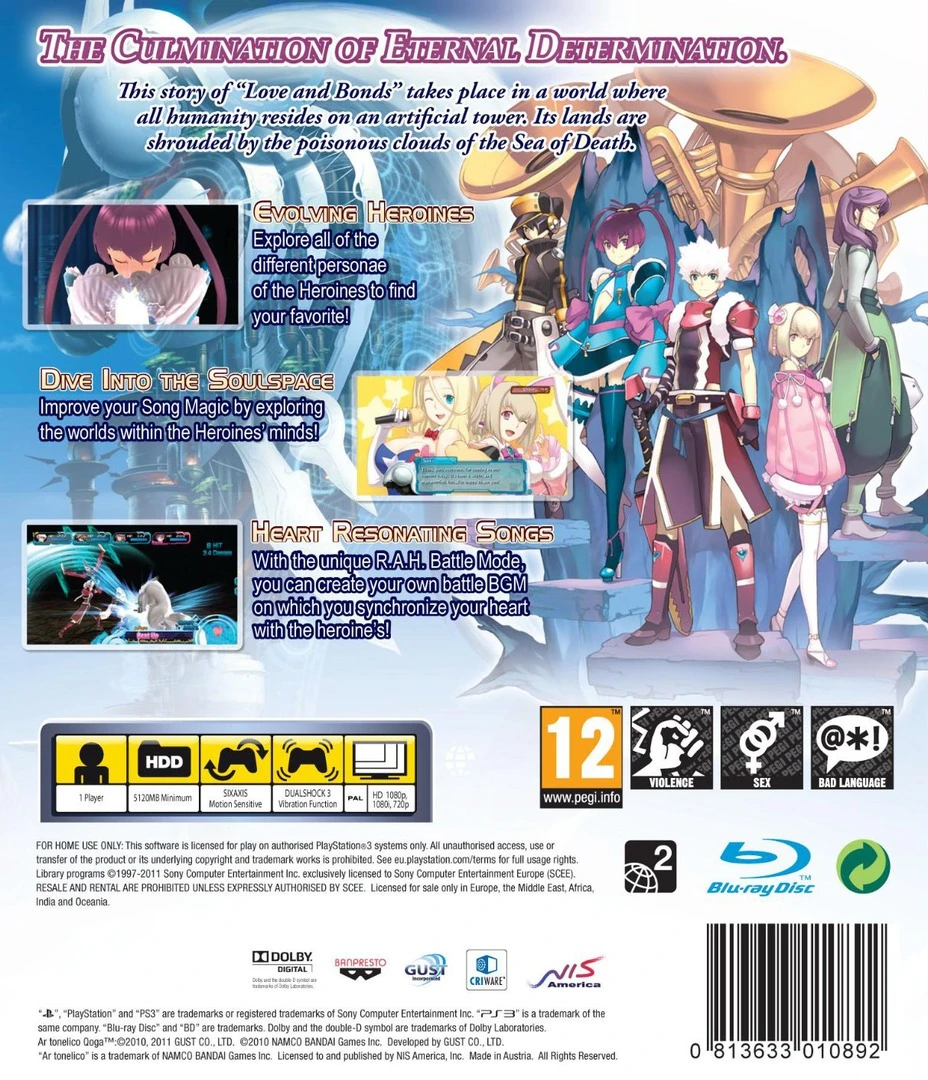 THE CULMINATION OF ETERNAL DETERMINATION.
This story of “Love and Bonds” takes place in a world where
all humanity resides on an artificial tower. Its lands are
shrouded by the poisonous clouds of the Sea of Death.
EVOLVING HEROINES
Explore all of the
different personae
of the Heroines to find
your favorite!
DIVE INTO THE SOULSPACE
Improve your Song Magic by exploring
the worlds within the Heroines’ minds!
HEART RESONATING SONGS
With the unique R.A.H. Battle Mode,
you can create your own battle BGM
on which you synchronize your heart
with the heroine’s!
HDD
1 Player
5120MB Minimum
SIXAXIS
Motion Sensitive
DUALSHOCK 3
Vibration Function
PAL
HD 1080p,
1080i, 720p
12
www.pegi.info
VIOLENCE
SEX
@*!
BAD LANGUAGE
FOR HOME USE ONLY: This software is licensed for play on authorised PlayStation®3 systems only. All unauthorised access, use or
transfer of the product or its underlying copyright and trademark works is prohibited. See eu.playstation.com/terms for full usage rights.
Library programs ©1997-2011 Sony Computer Entertainment Inc. exclusively licensed to Sony Computer Entertainment Europe (SCEE).
RESALE AND RENTAL ARE PROHIBITED UNLESS EXPRESSLY AUTHORISED BY SCEE. Licensed for sale only in Europe, the Middle East, Africa,
India and Oceania.
2
Blu-ray Disc
TM
DOLBY
DIGITAL
Dolby and the double-D symbol are
trademarks of Dolby Laboratories.
BANPRESTO
GUST
Incorporated
CRIWARE
NIS
America
“”, “PlayStation” and “PS3” are trademarks or registered trademarks of Sony Computer Entertainment Inc. “PS3” is a trademark of the
same company. “Blu-ray Disc” and “BD” are trademarks. Dolby and the double-D symbol are trademarks of Dolby Laboratories.
Ar tonelico Qoga™:©2010, 2011 GUST CO., LTD. ©2010 NAMCO BANDAI Games Inc. Developed by GUST CO., LTD.
“Ar tonelico” is a trademark of NAMCO BANDAI Games Inc. Licensed to and published by NIS America, Inc. Made in Austria. All Rights Reserved.
0 813633 010892